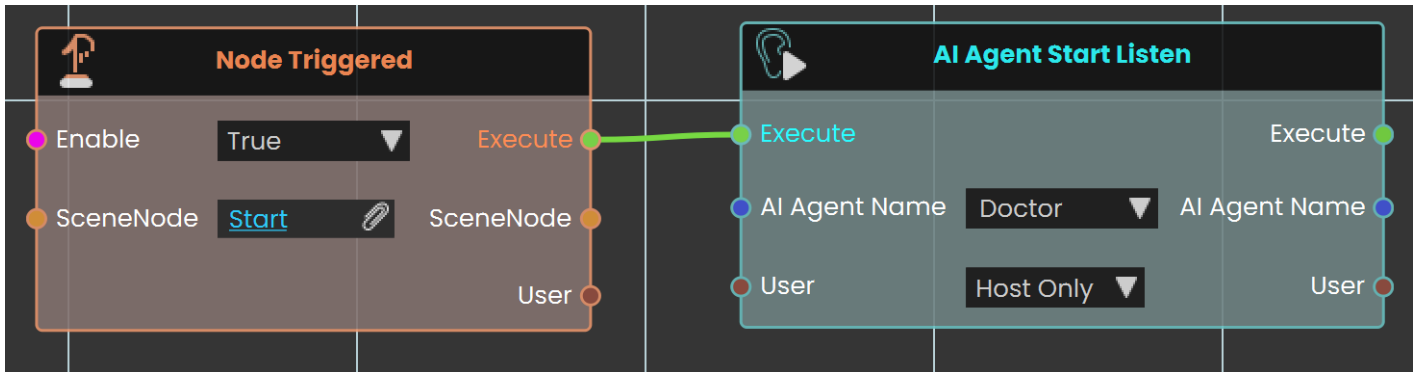 Node Triggered
Enable True Execute
SceneNode Start SceneNode
User
AI Agent Start Listen
Execute Execute
AI Agent Name Doctor AI Agent Name
User Host Only User